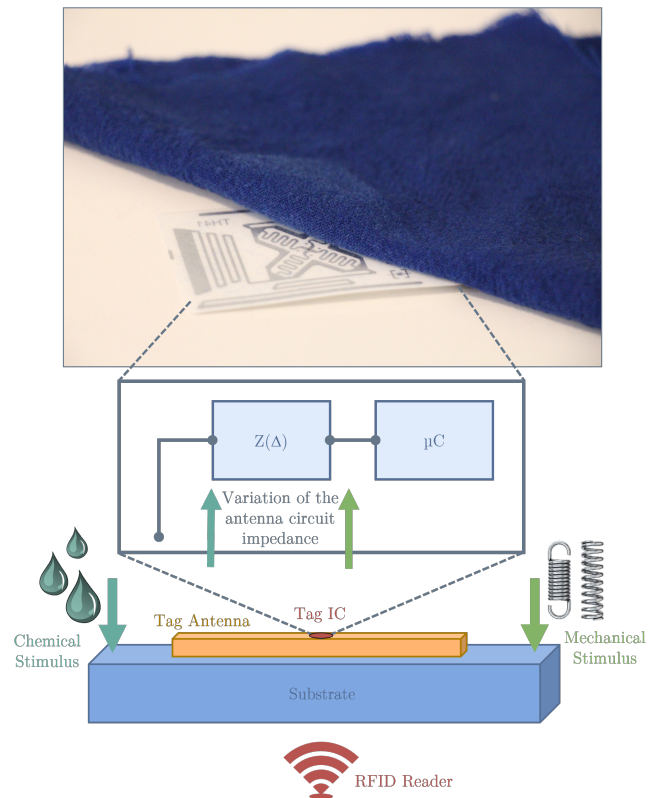 Z(Δ)
µC
Variation of the
antenna circuit
impedance
Tag Antenna
Tag IC
Chemical
Stimulus
Mechanical
Stimulus
Substrate
RFID Reader